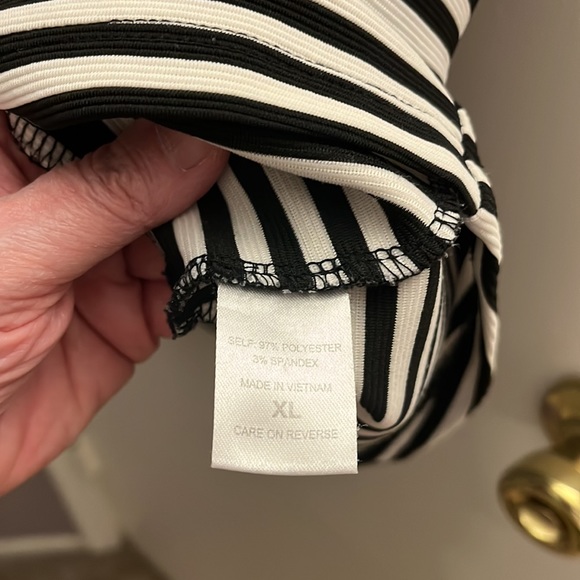 SELF: 97% POLYESTER
3% SPANDEX
MADE IN VIETNAM
XL
CARE ON REVERSE